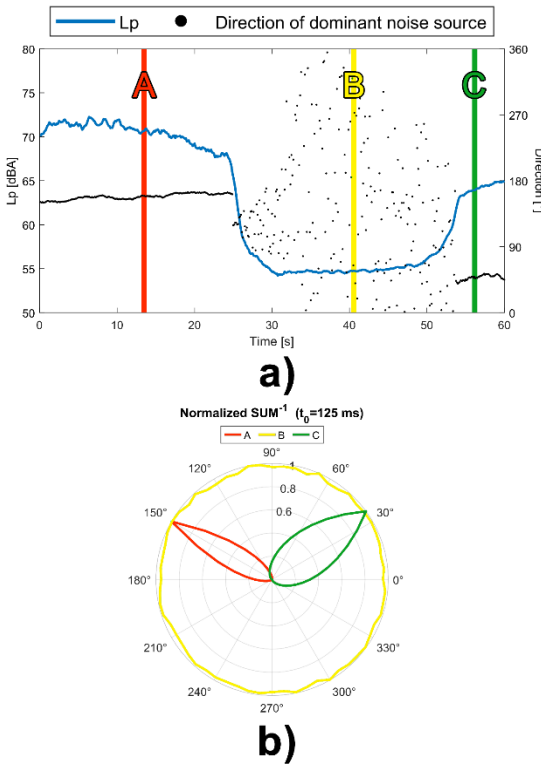 Lp Direction of dominant noise source
80
75
70
65
60
55
50
Lp [dBA]
A
B
C
360
270
180
90
0
Direction [°]
0 10 20 30 40 50 60
Time [s]
a)
Normalized SUM⁻¹ (t₀=125 ms)
A B C
90°
120° 60°
150° 30°
180° 0°
210° 330°
240° 300°
270°
1
0.8
0.6
b)